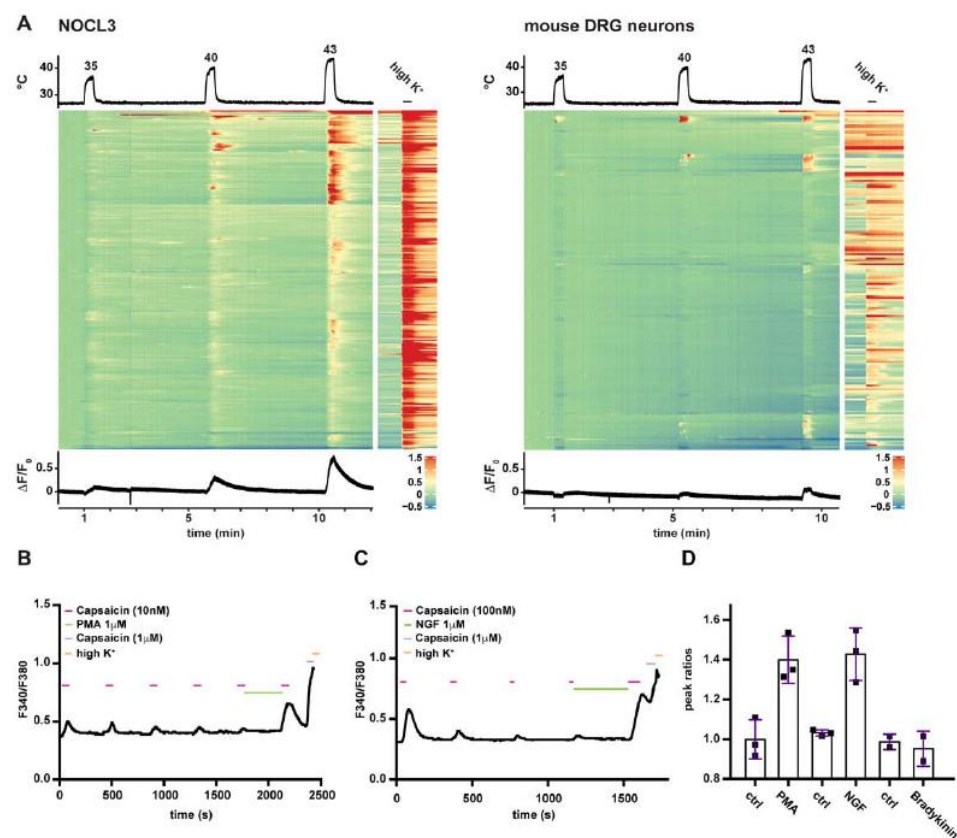 A
NOCL3
mouse DRG neurons
°C
40
30
35
40
43
high K⁺
°C
40
30
35
40
43
high K⁺
ΔF/F₀
0.5
0
1.5
1
0.5
0
−0.5
1
5
10
time (min)
ΔF/F₀
0.5
0
1.5
1
0.5
0
−0.5
1
5
10
time (min)
B
Capsaicin (10nM)
PMA 1μM
Capsaicin (1μM)
high K⁺
F340/F380
1.5
1.0
0.5
0.0
0 500 1000 1500 2000 2500
time (s)
C
Capsaicin (100nM)
NGF 1μM
Capsaicin (1μM)
high K⁺
F340/F380
1.5
1.0
0.5
0.0
0 500 1000 1500
time (s)
D
peak ratios
1.6
1.4
1.2
1.0
0.8
ctrl PMA ctrl NGF ctrl Bradykinin